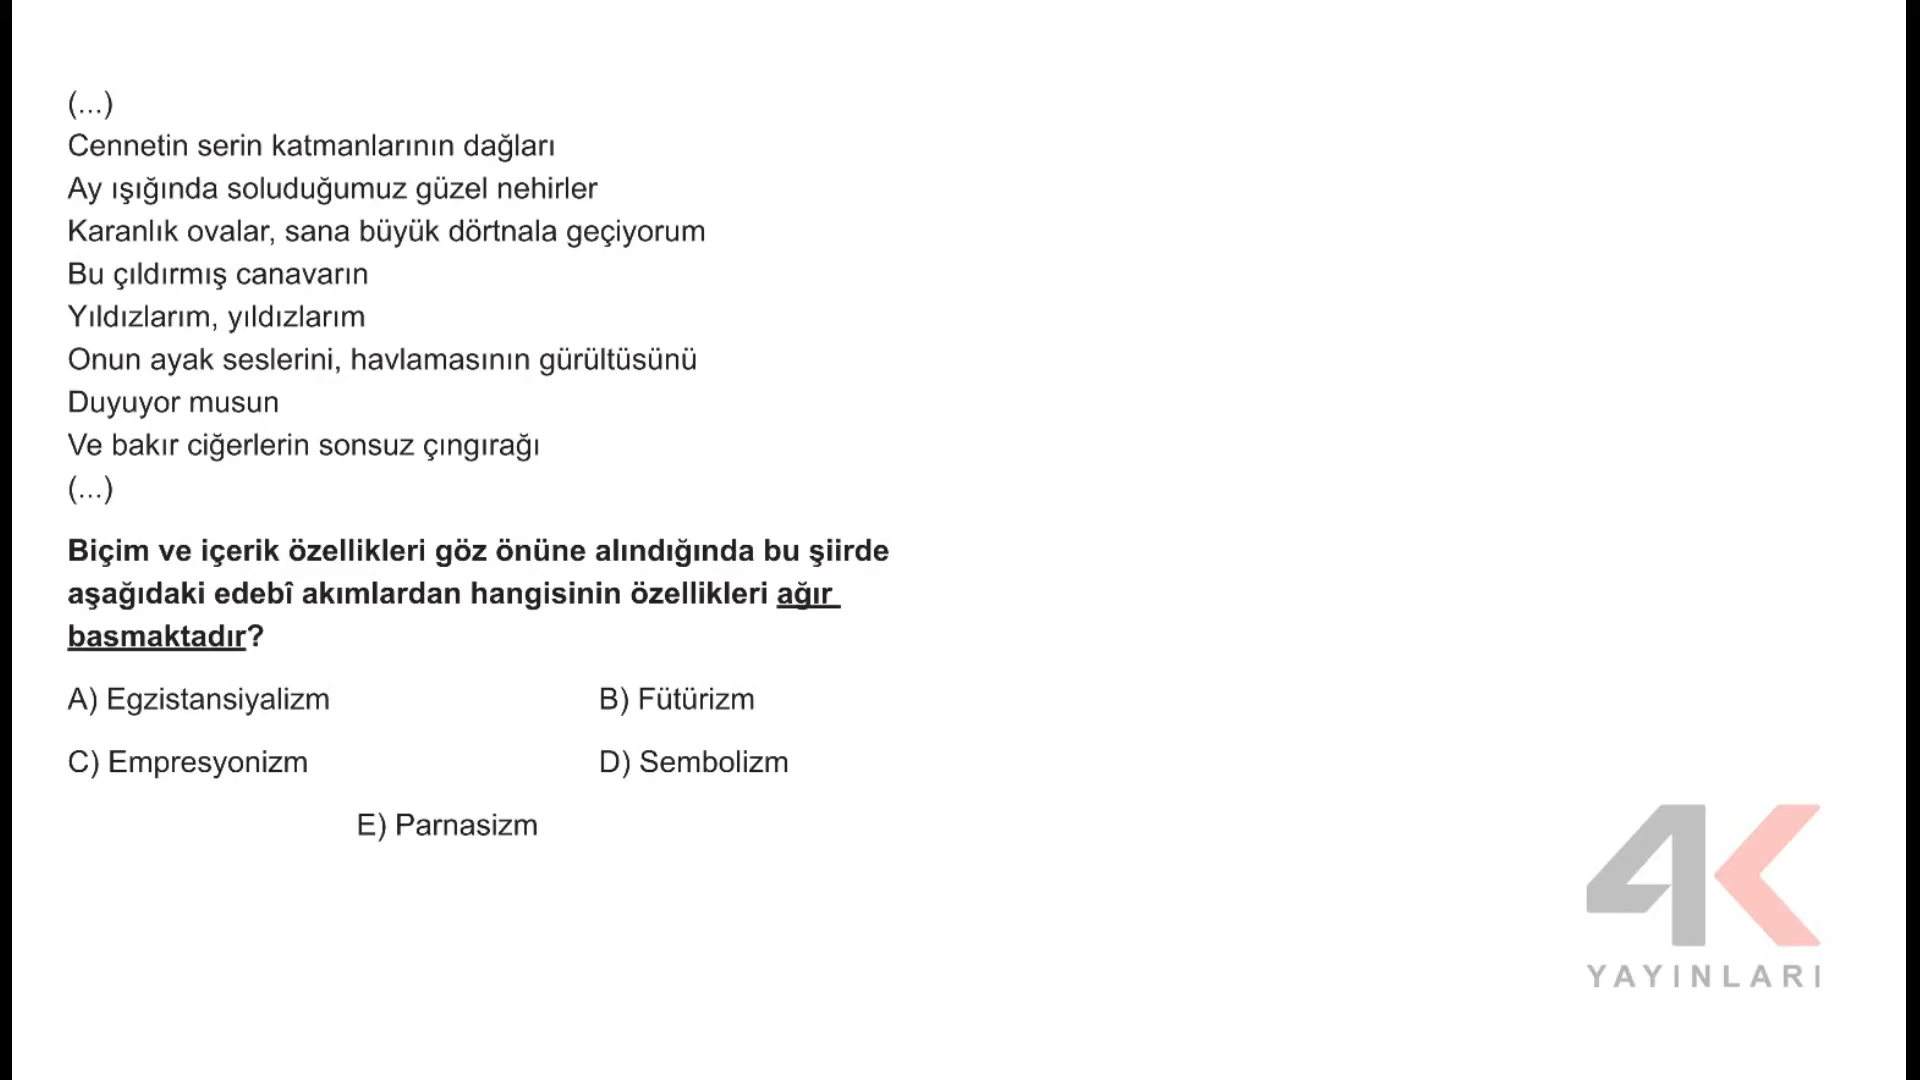 (...)
Cennetin serin katmanlarının dağları
Ay ışığında soluduğumuz güzel nehirler
Karanlık ovalar, sana büyük dörtnala geçiyorum
Bu çıldırmış canavarın
Yıldızlarım, yıldızlarım
Onun ayak seslerini, havlamasının gürültüsünü
Duyuyor musun
Ve bakır ciğerlerin sonsuz çıngırağı
(...)
Biçim ve içerik özellikleri göz önüne alındığında bu şiirde
aşağıdaki edebî akımlardan hangisinin özellikleri ağır
basmaktadır?
A) Egzistansiyalizm B) Fütürizm
C) Empresyonizm D) Sembolizm
E) Parnasizm
4K
YAYINLARI